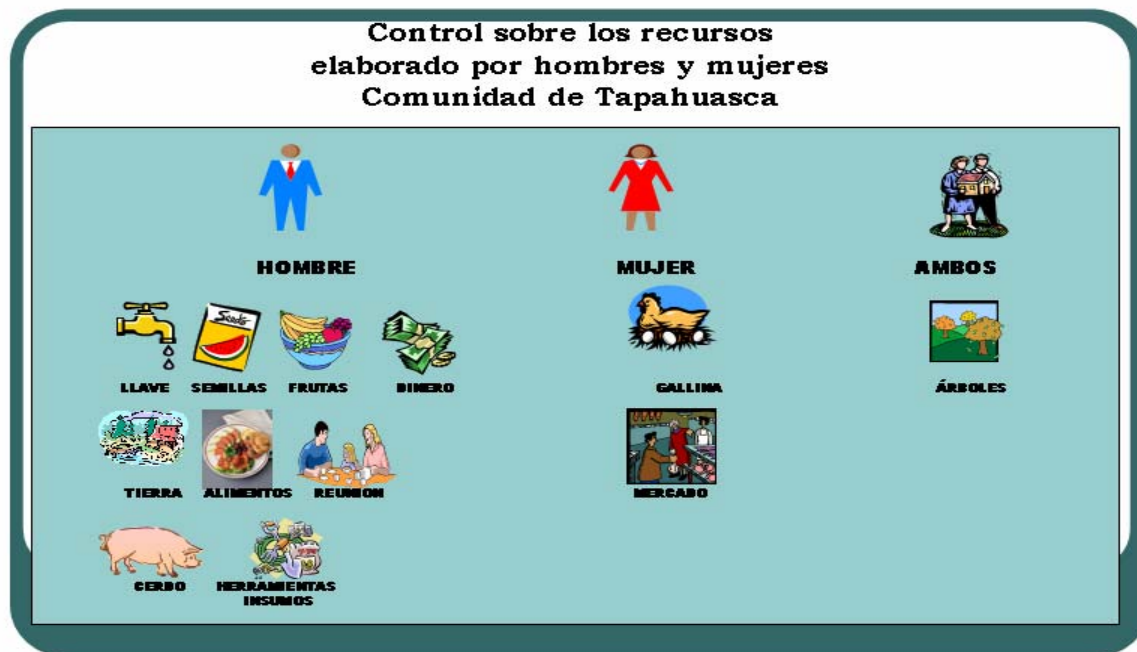 Control sobre los recursos
elaborado por hombres y mujeres
Comunidad de Tapahuasca
HOMBRE MUJER AMBOS
Seeds
LLAVE SEMILLAS FRUTAS DINERO GALLINA ÁRBOLES
TIERRA ALIMENTOS REUNION MERCADO
CERDO HERRAMIENTAS
INSUMOS